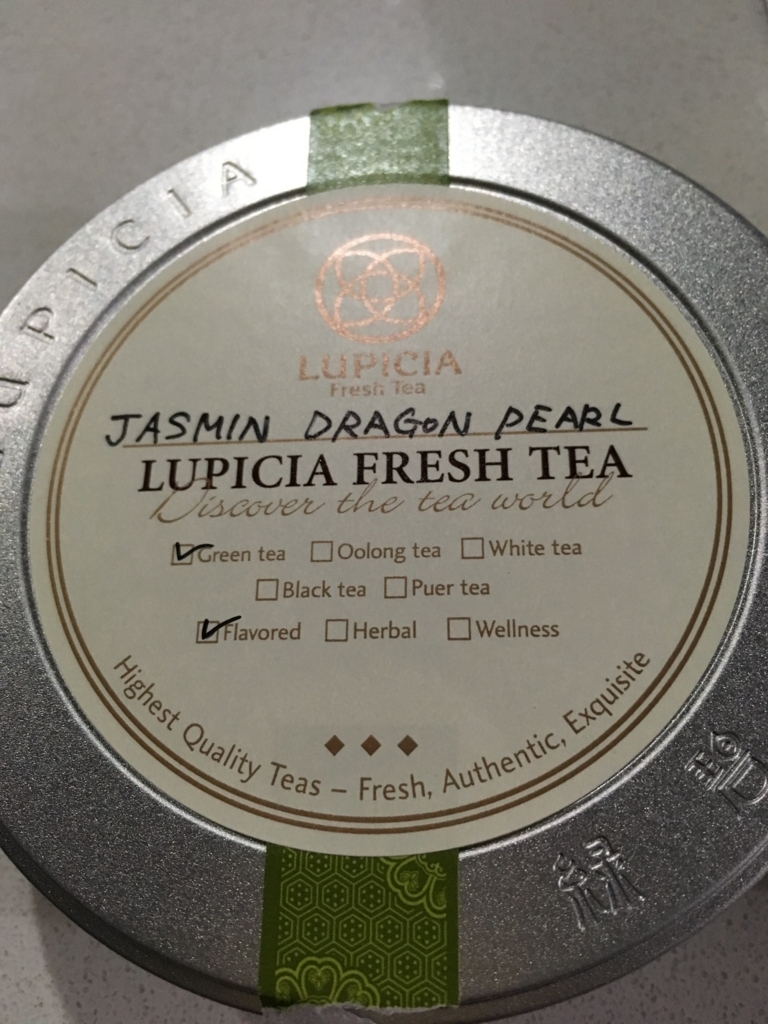 LUPICIA
LUPICIA
Fresh Tea
JASMIN DRAGON PEARL
LUPICIA FRESH TEA
Discover the tea world
Green tea Oolong tea White tea
Black tea Puer tea
Flavored Herbal Wellness
Highest Quality Teas – Fresh, Authentic, Exquisite
碧
緑